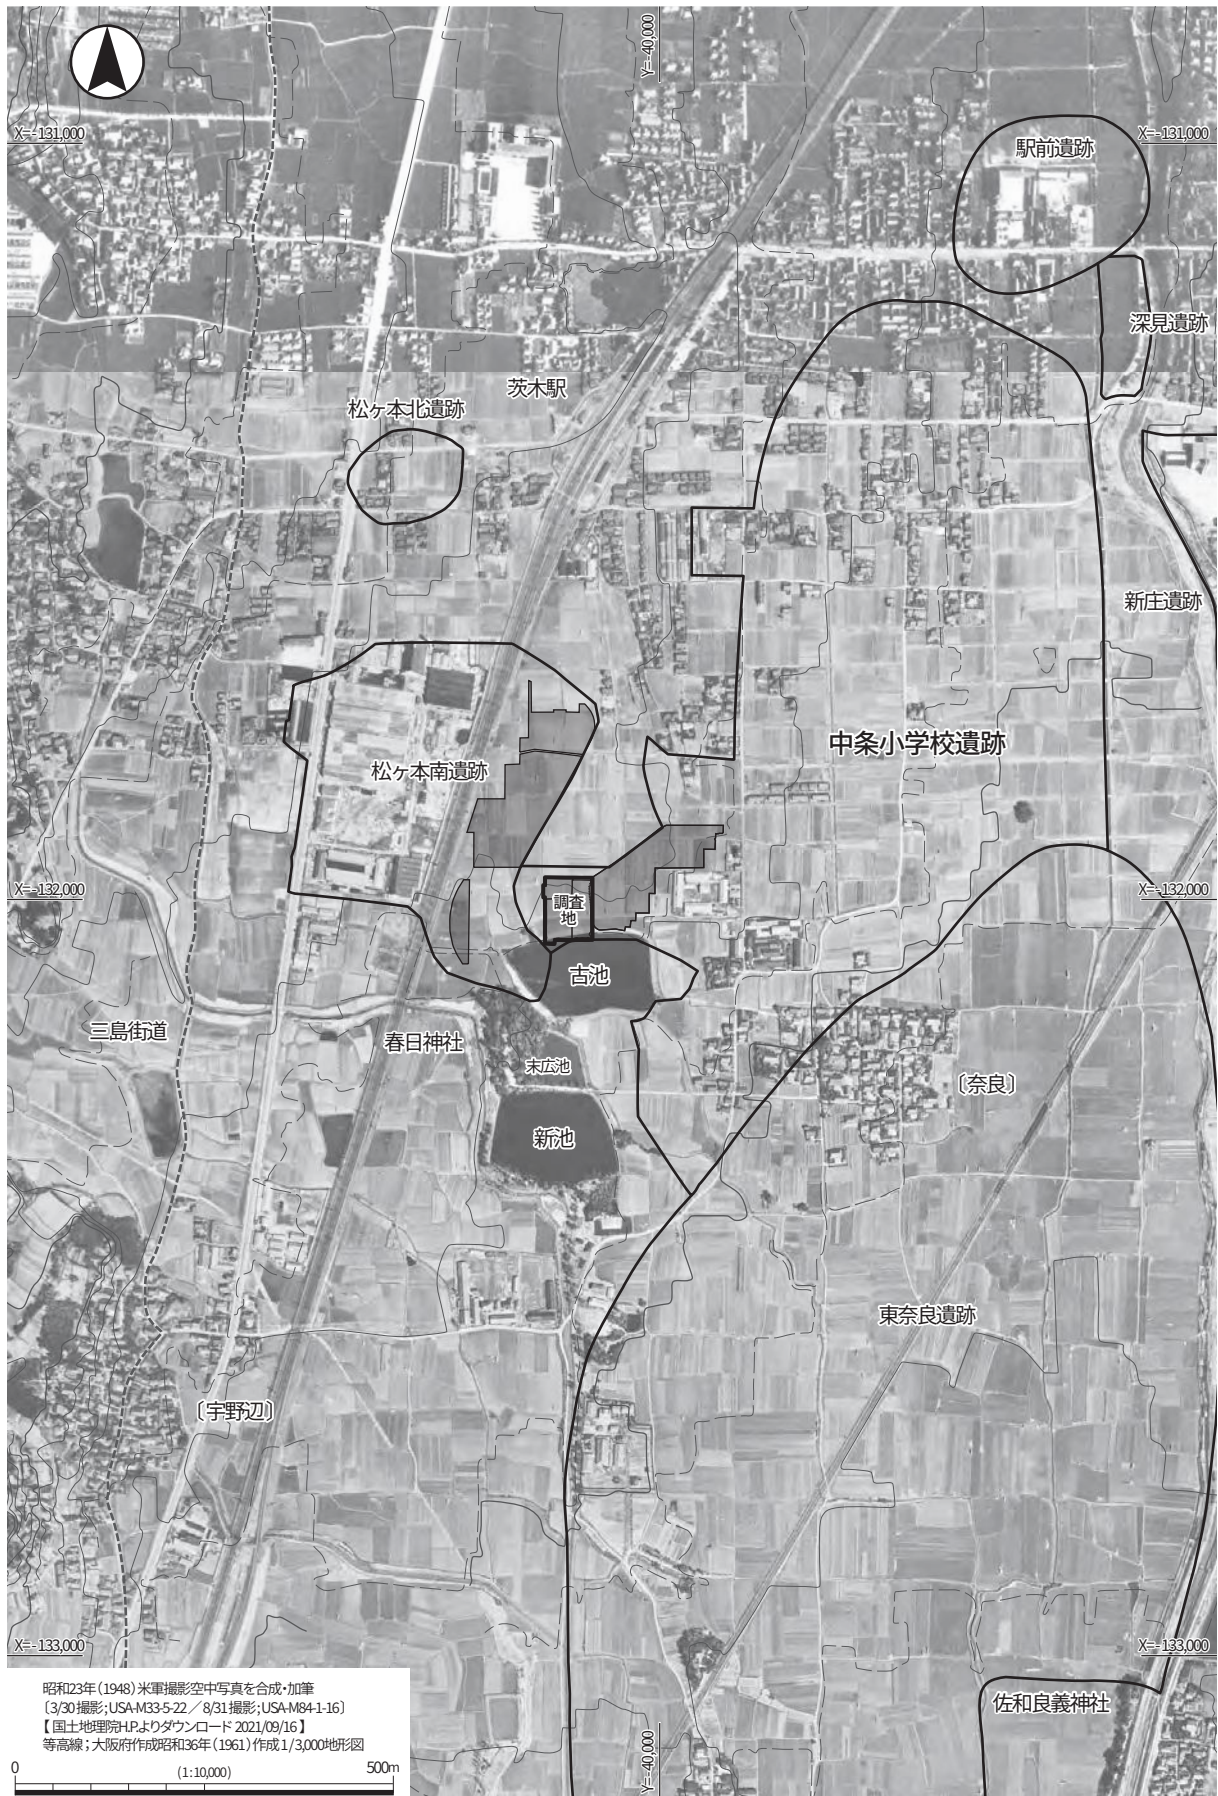 Y=-40,000
X=-131,000
X=-131,000
駅前遺跡
深見遺跡
茨木駅
松ヶ本北遺跡
新庄遺跡
中条小学校遺跡
松ヶ本南遺跡
X=-132,000
X=-132,000
調査
地
古池
三島街道
春日神社
末広池
〔奈良〕
新池
東奈良遺跡
〔宇野辺〕
X=-133,000
X=-133,000
佐和良義神社
Y=-40,000
昭和23年(1948)米軍撮影空中写真を合成・加筆
〔3/30撮影;USA-M33-5-22／8/31撮影;USA-M84-1-16〕
【国土地理院H.P.よりダウンロード 2021/09/16】
等高線;大阪府作成昭和36年(1961)作成1/3,000地形図
0 (1:10,000) 500m